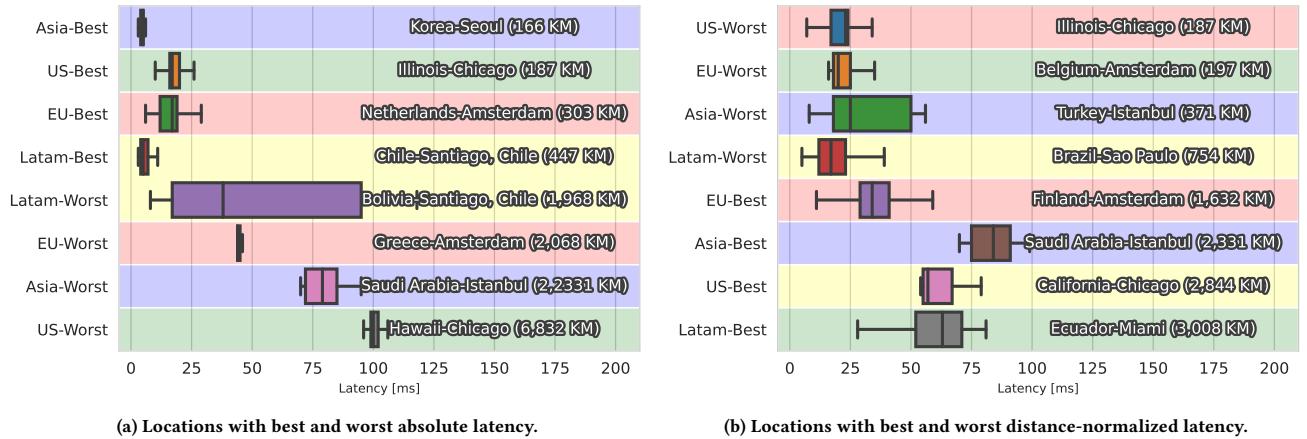 Asia-Best Korea-Seoul (166 KM)
US-Best Illinois-Chicago (187 KM)
EU-Best Netherlands-Amsterdam (303 KM)
Latam-Best Chile-Santiago, Chile (447 KM)
Latam-Worst Bolivia-Santiago, Chile (1,968 KM)
EU-Worst Greece-Amsterdam (2,068 KM)
Asia-Worst Saudi Arabia-Istanbul (2,2331 KM)
US-Worst Hawaii-Chicago (6,832 KM)
0 25 50 75 100 125 150 175 200
Latency [ms]
(a) Locations with best and worst absolute latency.
US-Worst Illinois-Chicago (187 KM)
EU-Worst Belgium-Amsterdam (197 KM)
Asia-Worst Turkey-Istanbul (371 KM)
Latam-Worst Brazil-Sao Paulo (754 KM)
EU-Best Finland-Amsterdam (1,632 KM)
Asia-Best Saudi Arabia-Istanbul (2,331 KM)
US-Best California-Chicago (2,844 KM)
Latam-Best Ecuador-Miami (3,008 KM)
0 25 50 75 100 125 150 175 200
Latency [ms]
(b) Locations with best and worst distance-normalized latency.